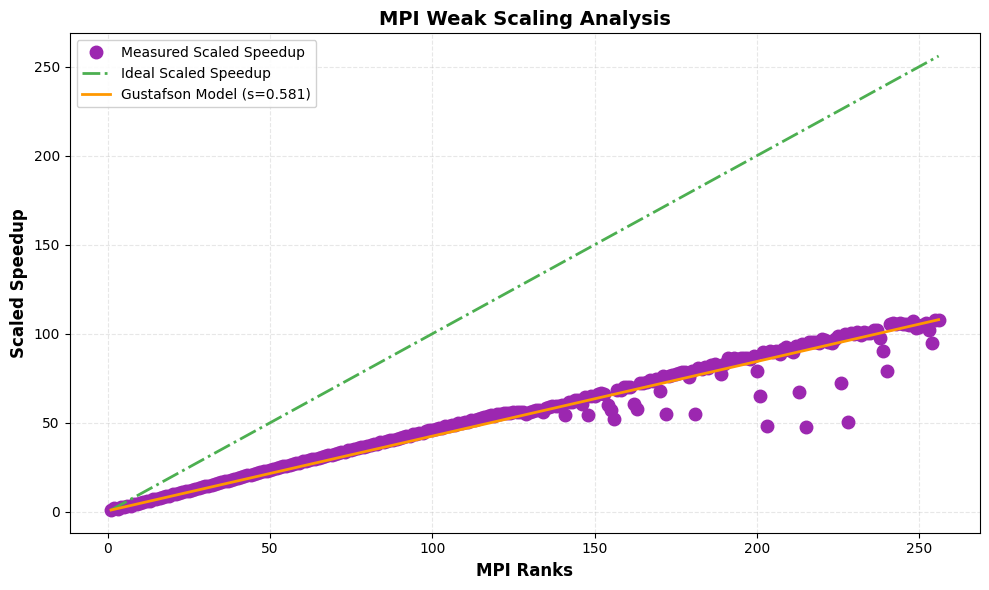 MPI Weak Scaling Analysis
Measured Scaled Speedup
Ideal Scaled Speedup
Gustafson Model (s=0.581)
Scaled Speedup
250
200
150
100
50
0
0 50 100 150 200 250
MPI Ranks